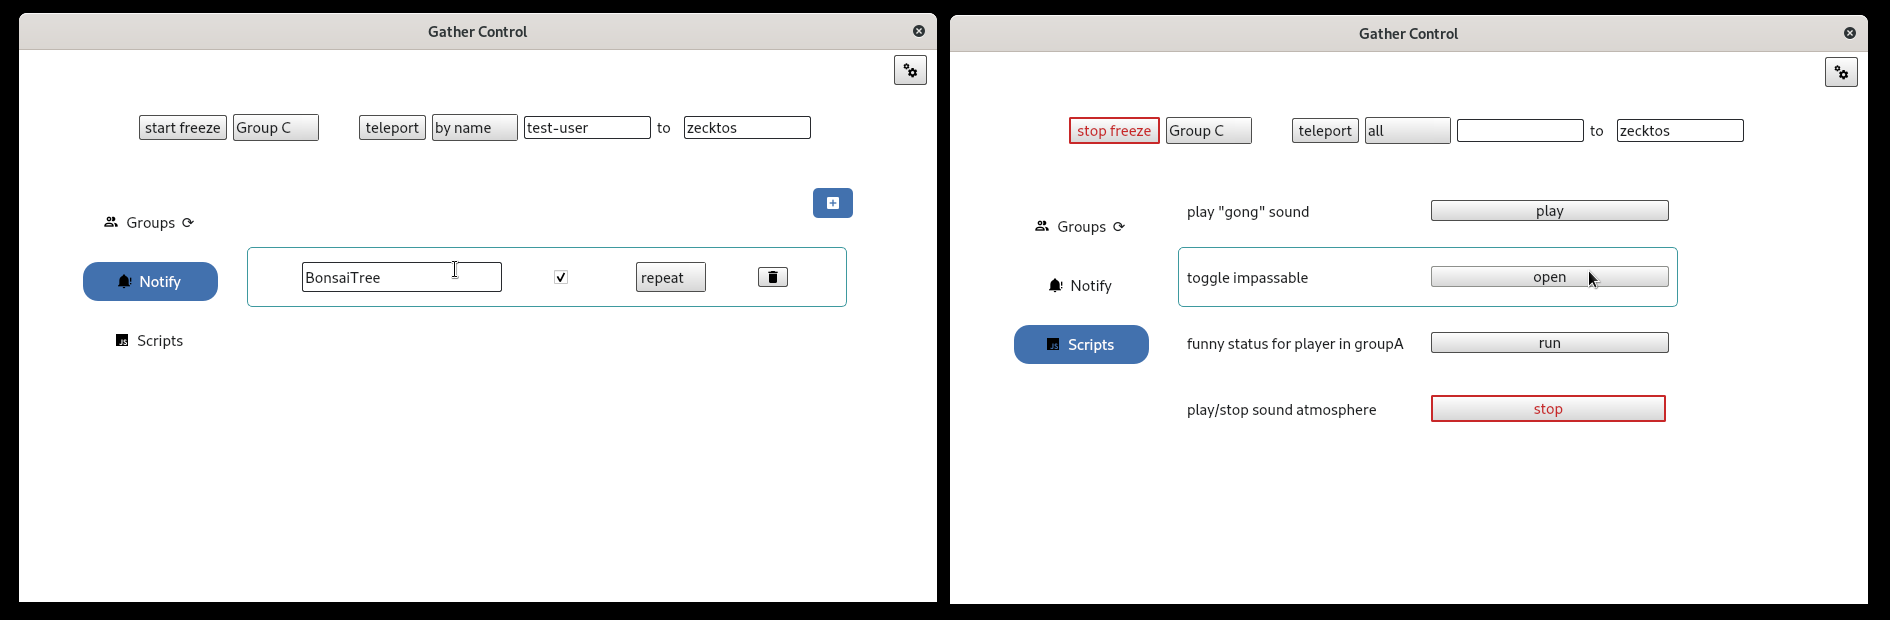 Gather Control
start freeze Group C teleport by name test-user to zecktos
Groups
Notify
Scripts
BonsaiTree repeat
Gather Control
stop freeze Group C teleport all to zecktos
Groups
Notify
JS Scripts
play "gong" sound play
toggle impassable open
funny status for player in groupA run
play/stop sound atmosphere stop